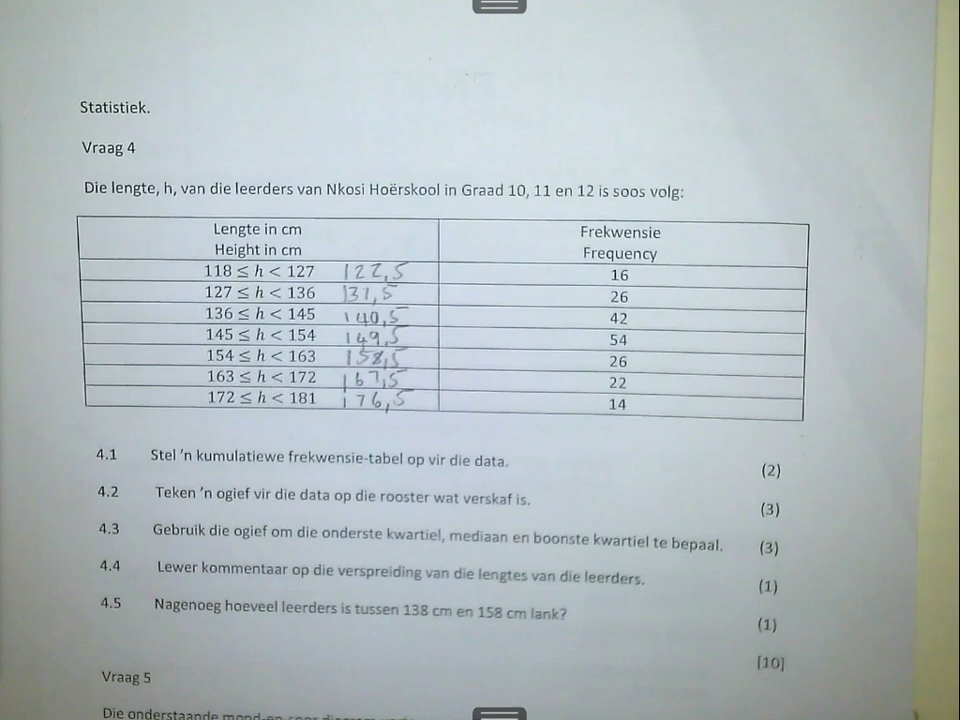 Statistiek.
Vraag 4
Die lengte, h, van die leerders van Nkosi Hoërskool in Graad 10, 11 en 12 is soos volg:
Lengte in cm Frekwensie
Height in cm Frequency
118 ≤ h < 127 122,5 16
127 ≤ h < 136 131,5 26
136 ≤ h < 145 140,5 42
145 ≤ h < 154 149,5 54
154 ≤ h < 163 158,5 26
163 ≤ h < 172 167,5 22
172 ≤ h < 181 176,5 14
4.1 Stel 'n kumulatiewe frekwensie-tabel op vir die data. (2)
4.2 Teken 'n ogief vir die data op die rooster wat verskaf is. (3)
4.3 Gebruik die ogief om die onderste kwartiel, mediaan en boonste kwartiel te bepaal. (3)
4.4 Lewer kommentaar op die verspreiding van die lengtes van die leerders. (1)
4.5 Nagenoeg hoeveel leerders is tussen 138 cm en 158 cm lank? (1)
[10]
Vraag 5
Die onderstaande